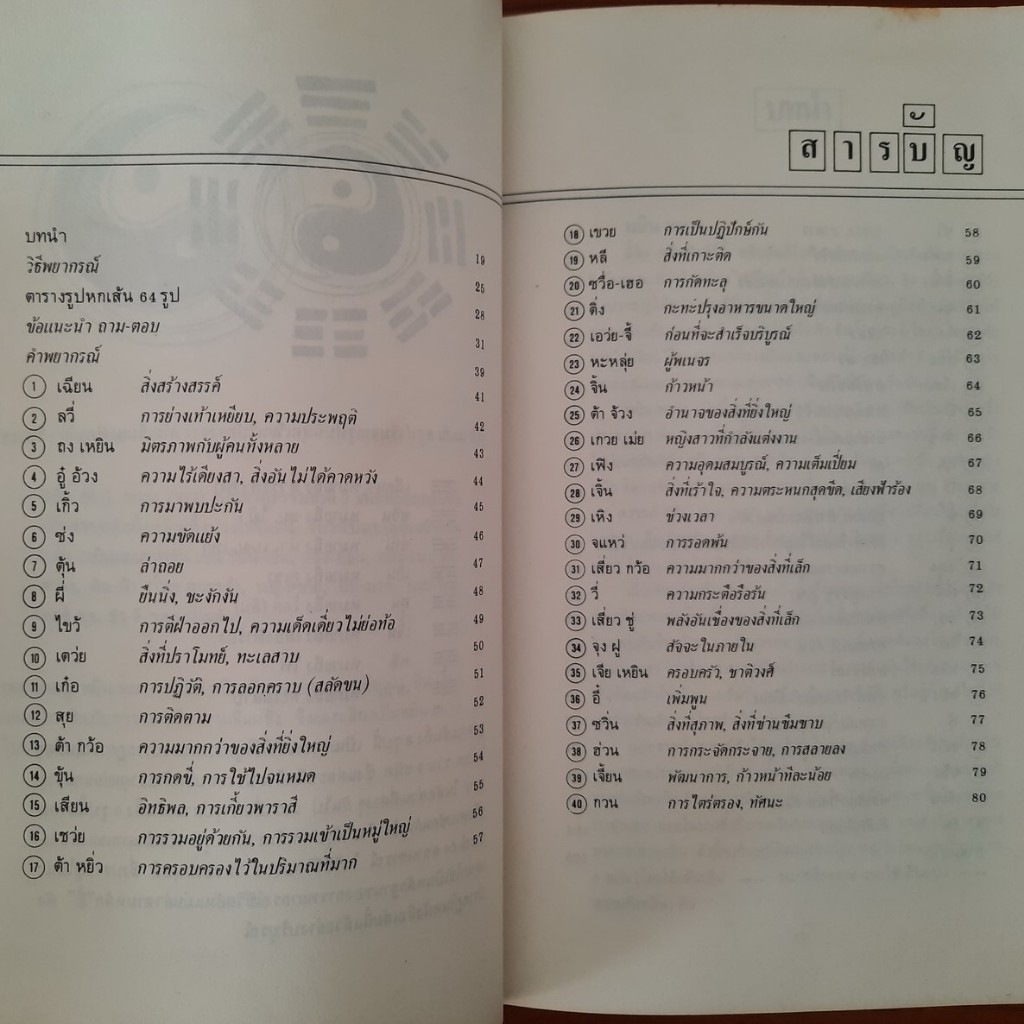 บทนำ 19
วิธีพยากรณ์ 25
ตารางรูปหกเส้น 64 รูป 28
ข้อแนะนำ ถาม-ตอบ 31
คำพยากรณ์ 39
1 เฉียน สิ่งสร้างสรรค์ 41
2 ลวี่ การย่างเท้าเหยียบ, ความประพฤติ 42
3 ถง เหยิน มิตรภาพกับผู้คนทั้งหลาย 43
4 อู๋ อ้วง ความไร้เดียงสา, สิ่งอันไม่ได้คาดหวัง 44
5 เกิ้ว การมาพบปะกัน 45
6 ซ่ง ความขัดแย้ง 46
7 ตุ้น ล่าถอย 47
8 ผี่ ยืนนิ่ง, ชะงักงัน 48
9 ไขว้ การตีฝ่าออกไป, ความเด็ดเดี่ยวไม่ย่อท้อ 49
10 เตว่ย สิ่งที่ปราโมทย์, ทะเลสาบ 50
11 เก๋อ การปฏิวัติ, การลอกคราบ (สลัดขน) 51
12 สุย การติดตาม 52
13 ต้า กว้อ ความมากกว่าของสิ่งที่ยิ่งใหญ่ 53
14 ขุ้น การกดขี่, การใช้ไปจนหมด 54
15 เสียน อิทธิพล, การเกี้ยวพาราสี 55
16 เชว่ย การรวมอยู่ด้วยกัน, การรวมเข้าเป็นหมู่ใหญ่ 56
17 ต้า หยิ่ว การครอบครองไว้ในปริมาณที่มาก 57
สารบัญ
18 เขวย การเป็นปฏิปักษ์กัน 58
19 หลี สิ่งที่เกาะติด 59
20 ซวื่อ-เฮอ การกัดทะลุ 60
21 ติ่ง กะทะปรุงอาหารขนาดใหญ่ 61
22 เอว่ย-จี้ ก่อนที่จะสำเร็จบริบูรณ์ 62
23 หะหลุ่ย ผู้พเนจร 63
24 จิ้น ก้าวหน้า 64
25 ต้า จ้วง อำนาจของสิ่งที่ยิ่งใหญ่ 65
26 เกวย เม่ย หญิงสาวที่กำลังแต่งงาน 66
27 เฟิง ความอุดมสมบูรณ์, ความเต็มเปี่ยม 67
28 เจิ้น สิ่งที่เร้าใจ, ความตระหนกสุดขีด, เสียงฟ้าร้อง 68
29 เหิง ช่วงเวลา 69
30 จแหว่ การรอดพ้น 70
31 เสี่ยว กว้อ ความมากกว่าของสิ่งที่เล็ก 71
32 วี่ ความกระตือรือร้น 72
33 เสี่ยว ชู่ พลังอันเชื่องของสิ่งที่เล็ก 73
34 จุง ฝู สัจจะในภายใน 74
35 เจีย เหยิน ครอบครัว, ชาติวงศ์ 75
36 อี้ เพิ่มพูน 76
37 ซวิ่น สิ่งที่สุภาพ, สิ่งที่ซ่านซึมซาบ 77
38 ฮ่วน การกระจัดกระจาย, การสลายลง 78
39 เจี้ยน พัฒนาการ, ก้าวหน้าทีละน้อย 79
40 กวน การไตร่ตรอง, ทัศนะ 80